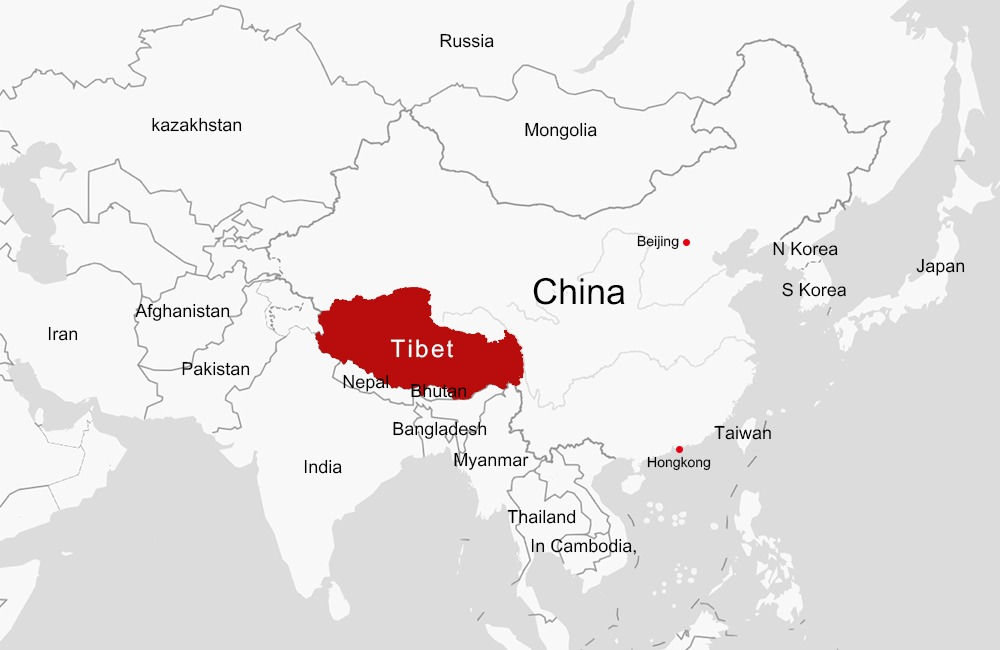 Russia
kazakhstan
Mongolia
Beijing
N Korea
Japan
China
S Korea
Afghanistan
Iran
Tibet
Pakistan
Nepal
Bhutan
Bangladesh
Taiwan
Myanmar
Hongkong
India
Thailand
In Cambodia,